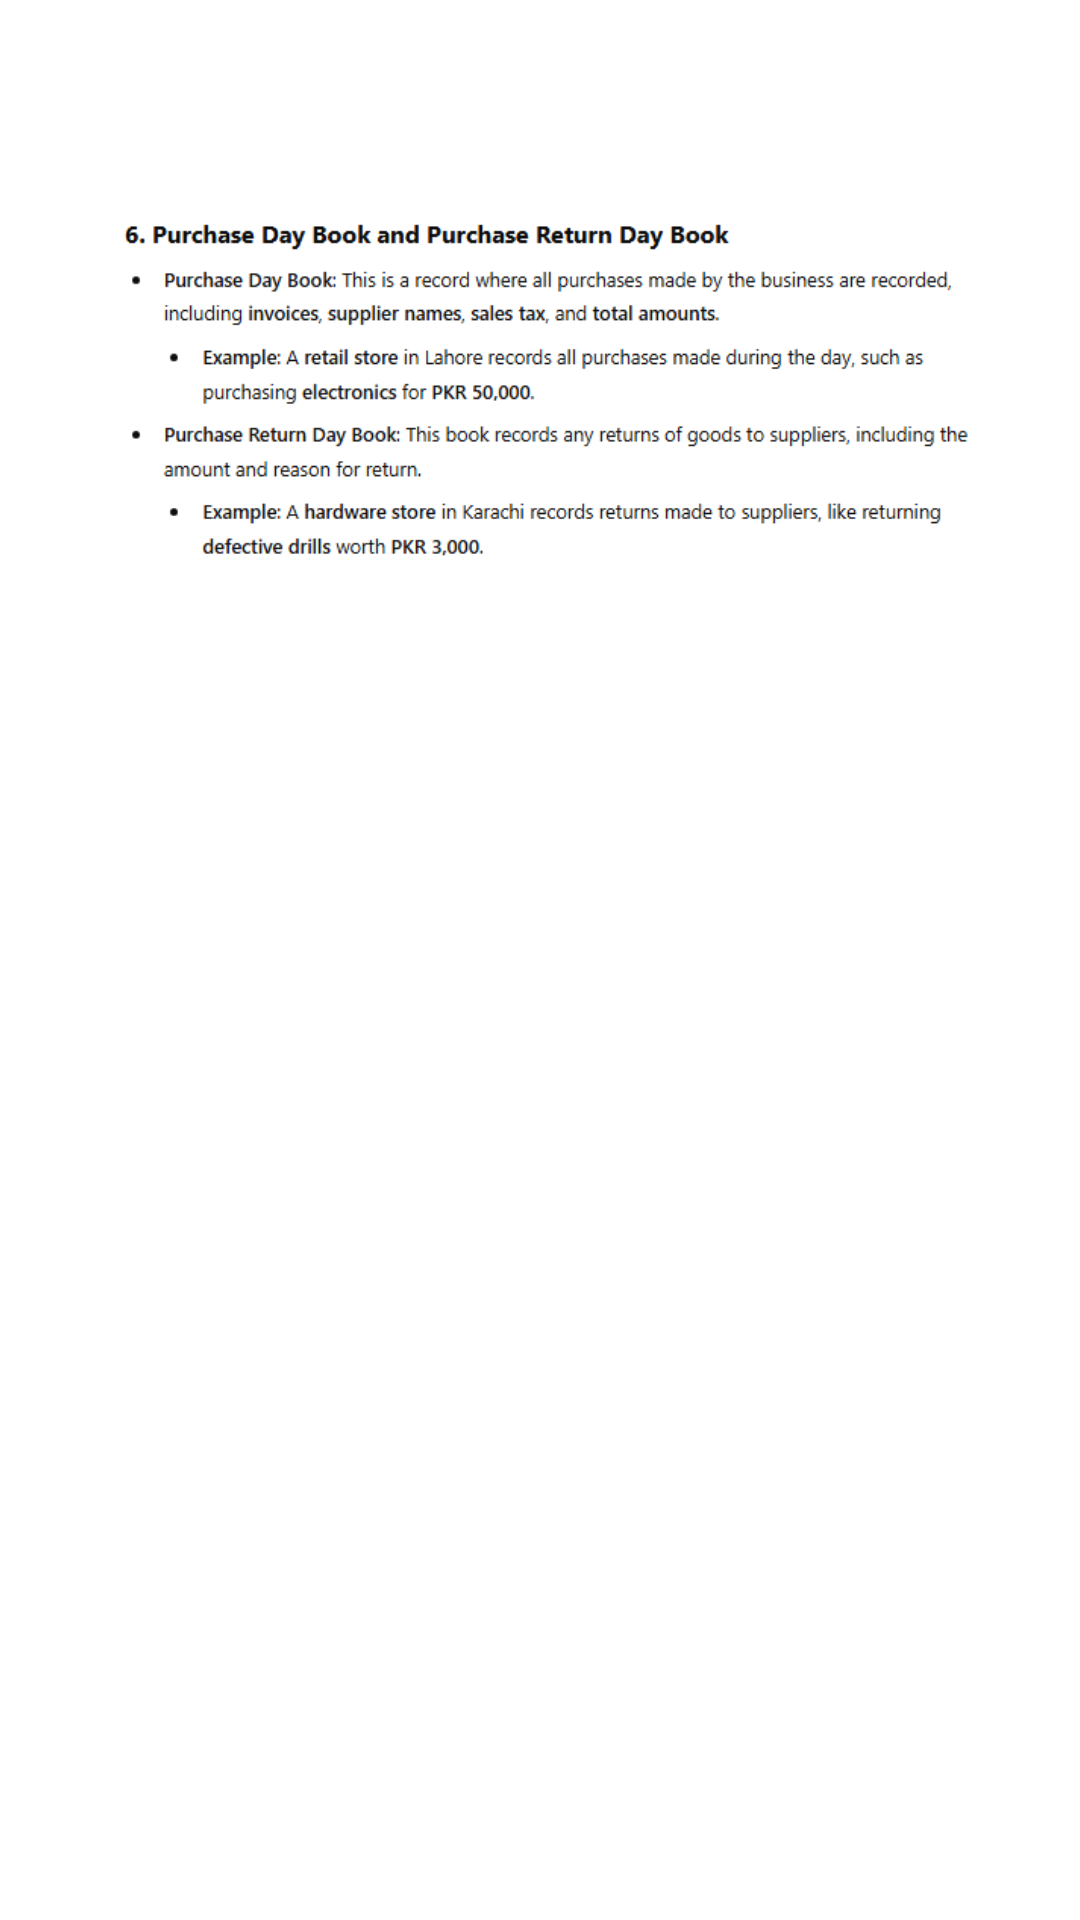 6. Purchase Day Book and Purchase Return Day Book
• Purchase Day Book: This is a record where all purchases made by the business are recorded,
including invoices, supplier names, sales tax, and total amounts.
• Example: A retail store in Lahore records all purchases made during the day, such as
purchasing electronics for PKR 50,000.
• Purchase Return Day Book: This book records any returns of goods to suppliers, including the
amount and reason for return.
• Example: A hardware store in Karachi records returns made to suppliers, like returning
defective drills worth PKR 3,000.